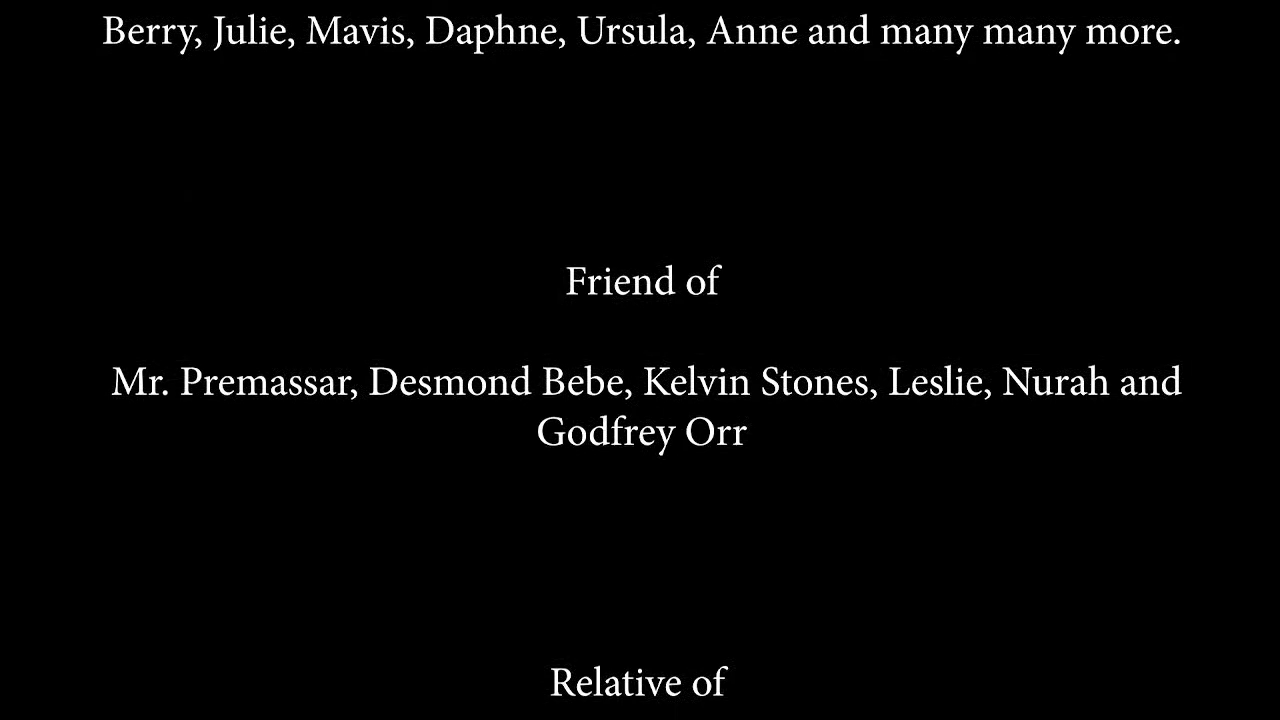 Berry, Julie, Mavis, Daphne, Ursula, Anne and many many more.
Friend of
Mr. Premassar, Desmond Bebe, Kelvin Stones, Leslie, Nurah and
Godfrey Orr
Relative of